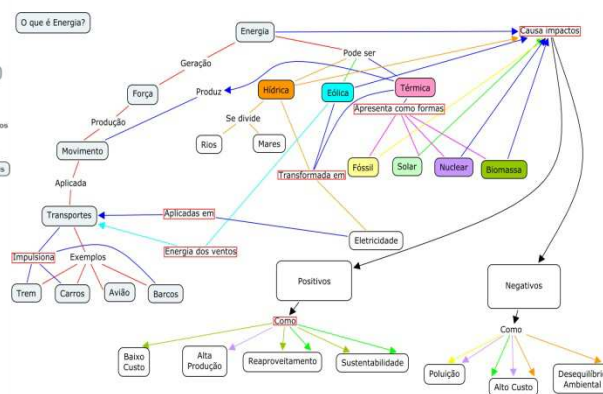 O que é Energia?
Energia
Causa impactos
Pode ser
Geração
Força
Produz
Hídrica
Eólica
Térmica
Apresenta como formas
Produção
Se divide
Movimento
Rios
Mares
Fóssil
Solar
Nuclear
Biomassa
Transformada em
Aplicada
Transportes
Aplicadas em
Eletricidade
Impulsiona
Exemplos
Energia dos ventos
Trem
Carros
Avião
Barcos
Positivos
Negativos
Como
Como
Baixo
Custo
Alta
Produção
Reaproveitamento
Sustentabilidade
Poluição
Alto Custo
Desequilíbrio
Ambiental